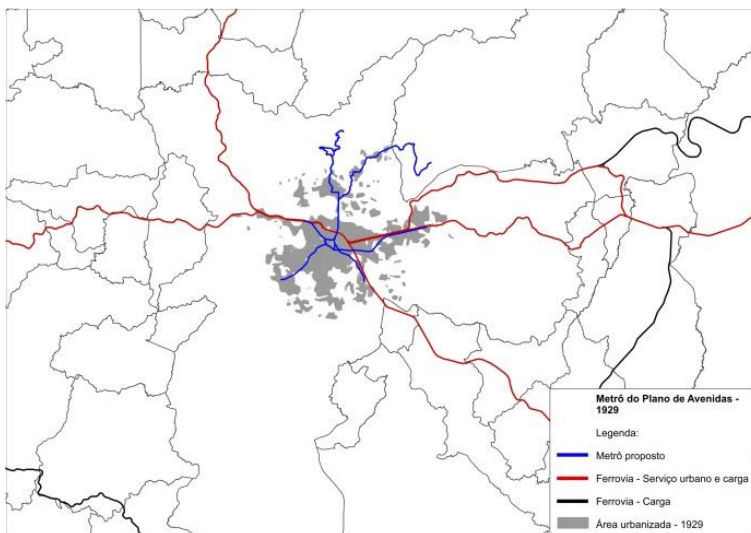 Metrô do Plano de Avenidas -
1929
Legenda:
Metrô proposto
Ferrovia - Serviço urbano e carga
Ferrovia - Carga
Área urbanizada - 1929